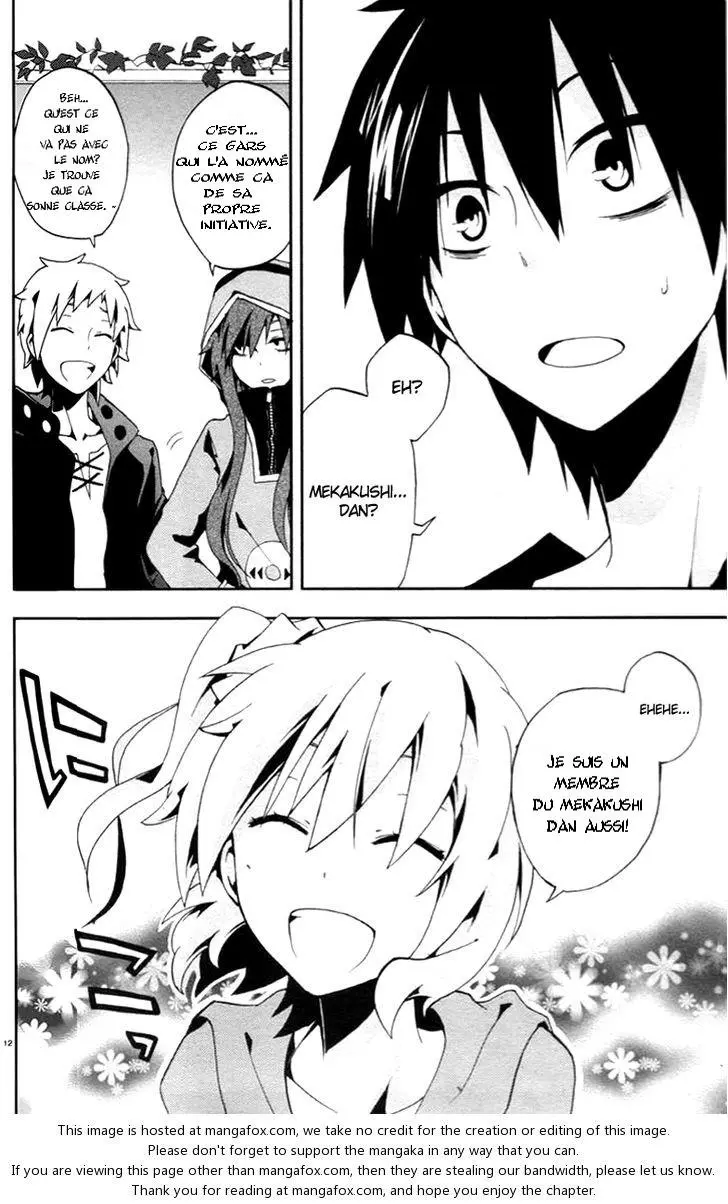 EH?
MEKAKUSHI...
DAN?
C'EST...
CE GARS
QUI L'A NOMMÉ
COMME ÇA
DE SA
PROPRE
INITIATIVE.
BEH...
QU'EST CE
QUI NE
VA PAS AVEC
LE NOM?
JE TROUVE
QUE ÇA
SONNE CLASSE. ~
EHEHE...
JE SUIS UN
MEMBRE
DU MEKAKUSHI
DAN AUSSI!
ニコーッ
12
This image is hosted at mangafox.com, we take no credit for the creation or editing of this image.
Please don't forget to support the mangaka in any way that you can.
If you are viewing this page other than mangafox.com, then they are stealing our bandwidth, please let us know.
Thank you for reading at mangafox.com, and hope you enjoy the chapter.